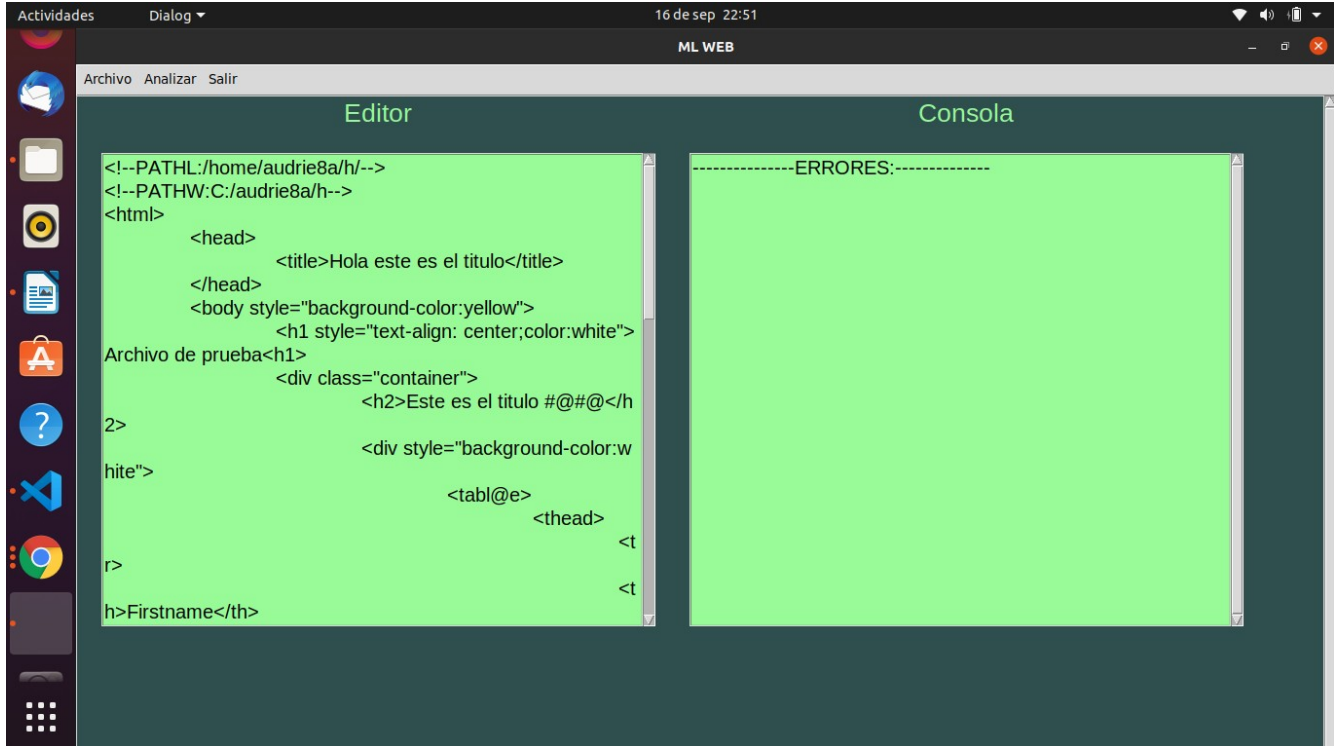 Actividades Dialog 16 de sep 22:51
ML WEB
Archivo Analizar Salir
Editor
<!--PATHL:/home/audrie8a/h/-->
<!--PATHW:C:/audrie8a/h-->
<html>
<head>
<title>Hola este es el titulo</title>
</head>
<body style="background-color:yellow">
<h1 style="text-align: center;color:white">
Archivo de prueba<h1>
<div class="container">
<h2>Este es el titulo #@#@</h
2>
<div style="background-color:w
hite">
<tabl@e>
<thead>
<t
r>
<t
h>Firstname</th>
Consola
---------------ERRORES:--------------